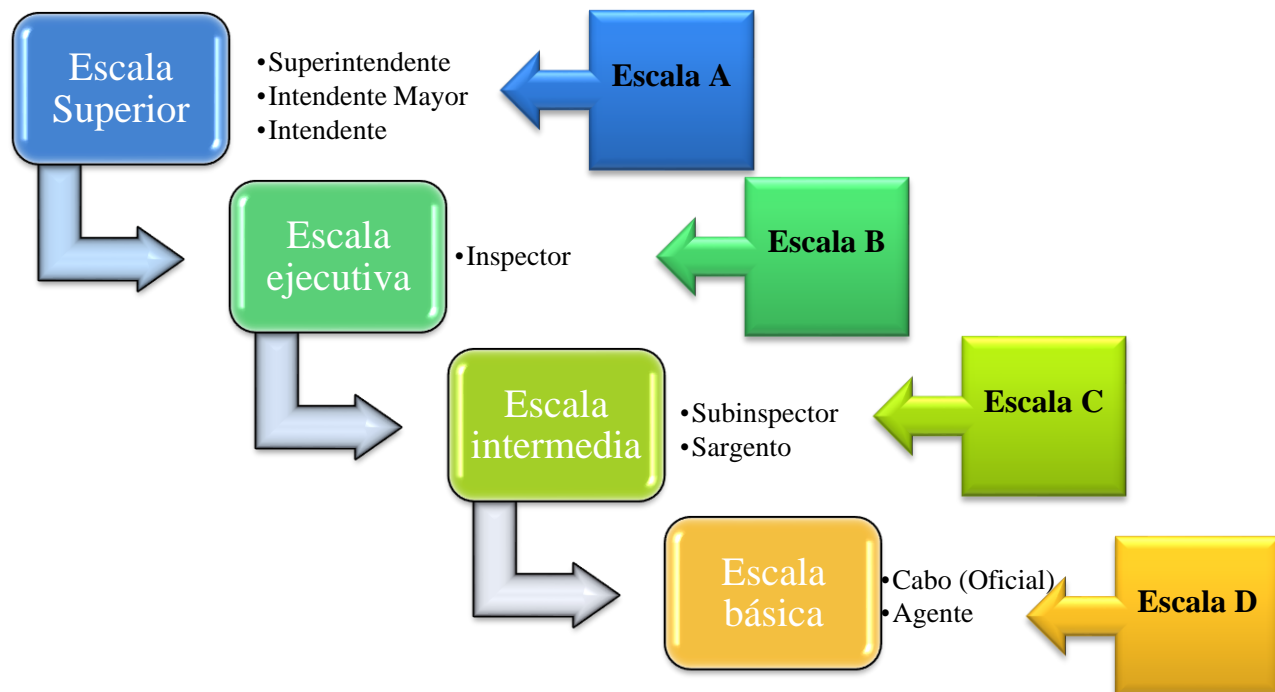 Escala
Superior
•Superintendente
•Intendente Mayor
•Intendente
Escala A
Escala
ejecutiva
•Inspector
Escala B
Escala
intermedia
•Subinspector
•Sargento
Escala C
Escala
básica
•Cabo (Oficial)
•Agente
Escala D